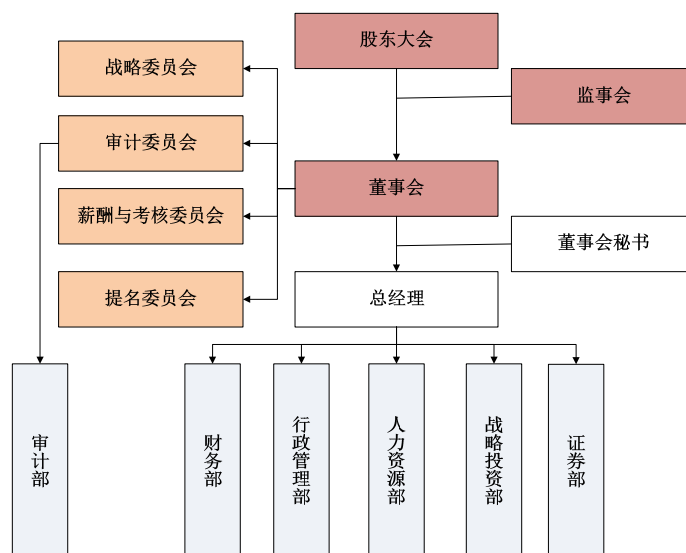 股东大会
战略委员会
监事会
审计委员会
董事会
薪酬与考核委员会
董事会秘书
提名委员会
总经理
审计部
财务部
行政管理部
人力资源部
战略投资部
证券部